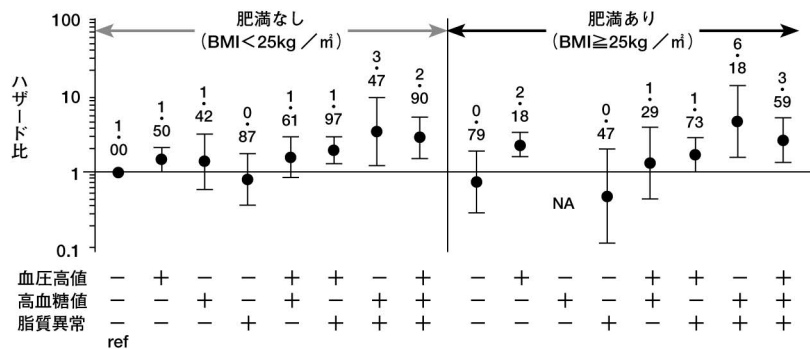 100
10
1
0.1
ハザード比
肥満なし
（BMI＜25kg／㎡）
肥満あり
（BMI≧25kg／㎡）
1・00
1・50
1・42
0・87
1・61
1・97
3・47
2・90
0・79
2・18
NA
0・47
1・29
1・73
6・18
3・59
血圧高値 − + − − + + − + − + − − + + − +
高血糖値 − − + − + − + + − − + − + − + +
脂質異常 − − − + − + + + − − − + − + + +
ref